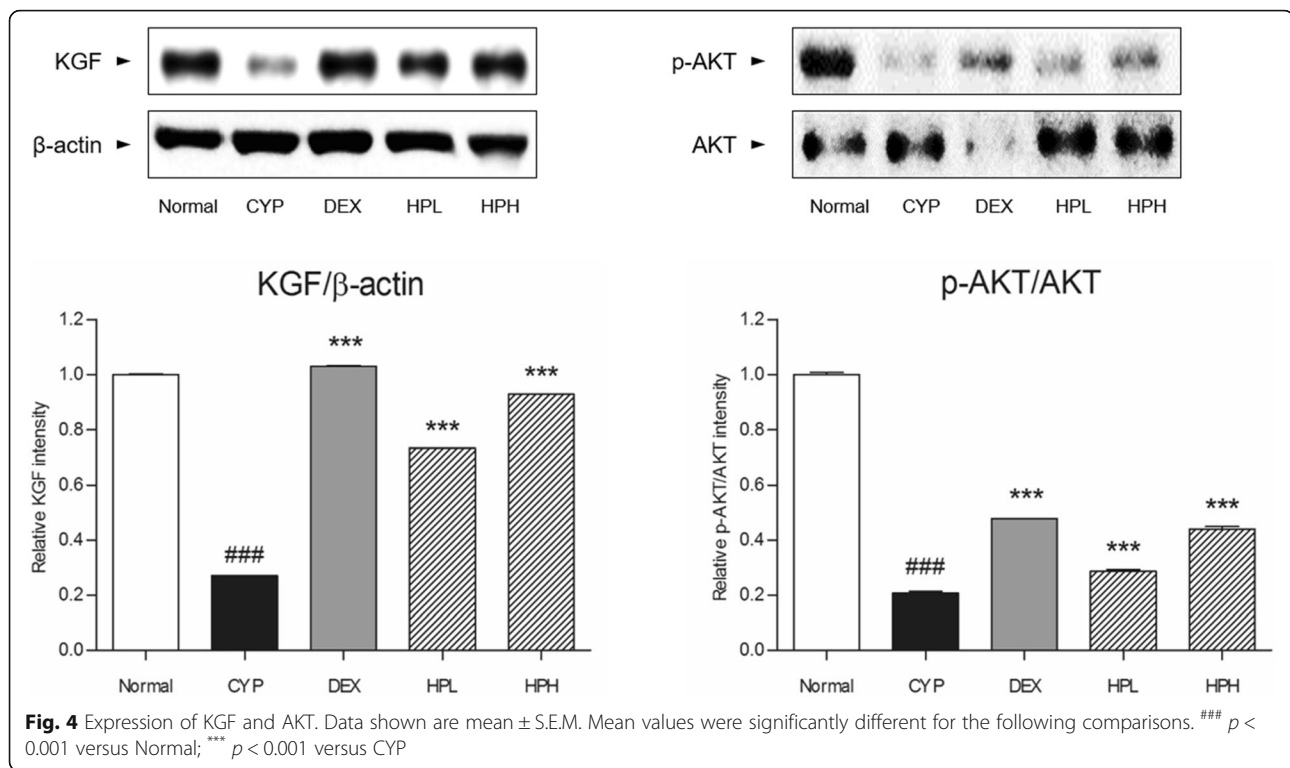 KGF ►
β-actin ►
Normal CYP DEX HPL HPH
p-AKT ►
AKT ►
Normal CYP DEX HPL HPH
KGF/β-actin
Relative KGF intensity
1.2
1.0
0.8
0.6
0.4
0.2
0.0
###
***
***
***
Normal CYP DEX HPL HPH
p-AKT/AKT
Relative p-AKT/AKT intensity
1.2
1.0
0.8
0.6
0.4
0.2
0.0
###
***
***
***
Normal CYP DEX HPL HPH
Fig. 4 Expression of KGF and AKT. Data shown are mean ± S.E.M. Mean values were significantly different for the following comparisons. ### p <
0.001 versus Normal; *** p < 0.001 versus CYP